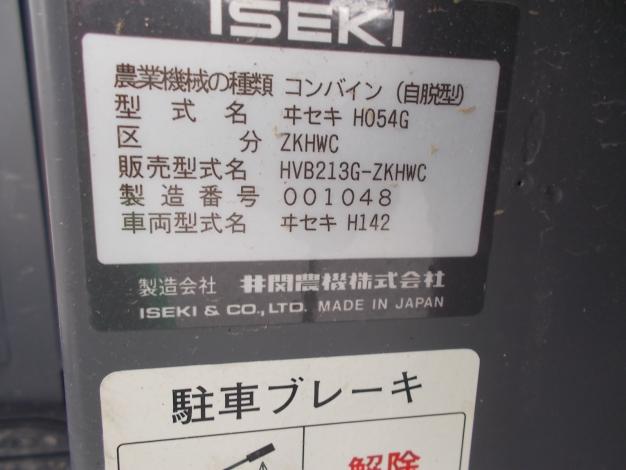 ISEKI
農業機械の種類 コンバイン (自脱型)
型式名 ヰセキ H054G
区分 ZKHWC
販売型式名 HVB213G-ZKHWC
製造番号 001048
車両型式名 ヰセキ H142
製造会社 井関農機株式会社
ISEKI & CO., LTD. MADE IN JAPAN
駐車ブレーキ
解除